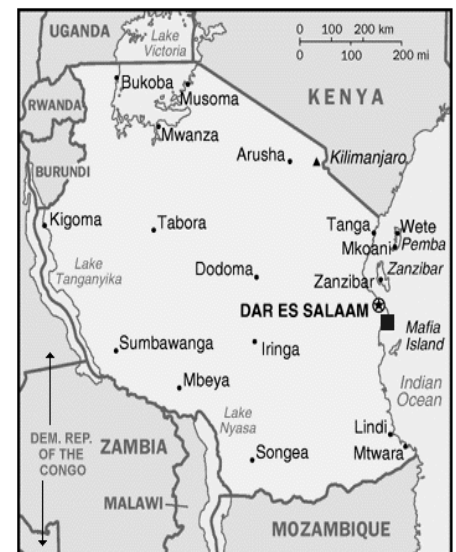 UGANDA
Lake
Victoria
0 100 200 km
0 100 200 mi
Bukoba
Musoma
KENYA
RWANDA
Mwanza
Arusha
Kilimanjaro
BURUNDI
Kigoma
Tabora
Tanga
Wete
Mkoani
Pemba
Lake
Tanganyika
Dodoma
Zanzibar
Zanzibar
DAR ES SALAAM
Mafia
Island
Sumbawanga
Iringa
Mbeya
Indian
Ocean
Lake
Nyasa
DEM. REP.
OF THE
CONGO
ZAMBIA
Lindi
Songea
Mtwara
MALAWI
MOZAMBIQUE